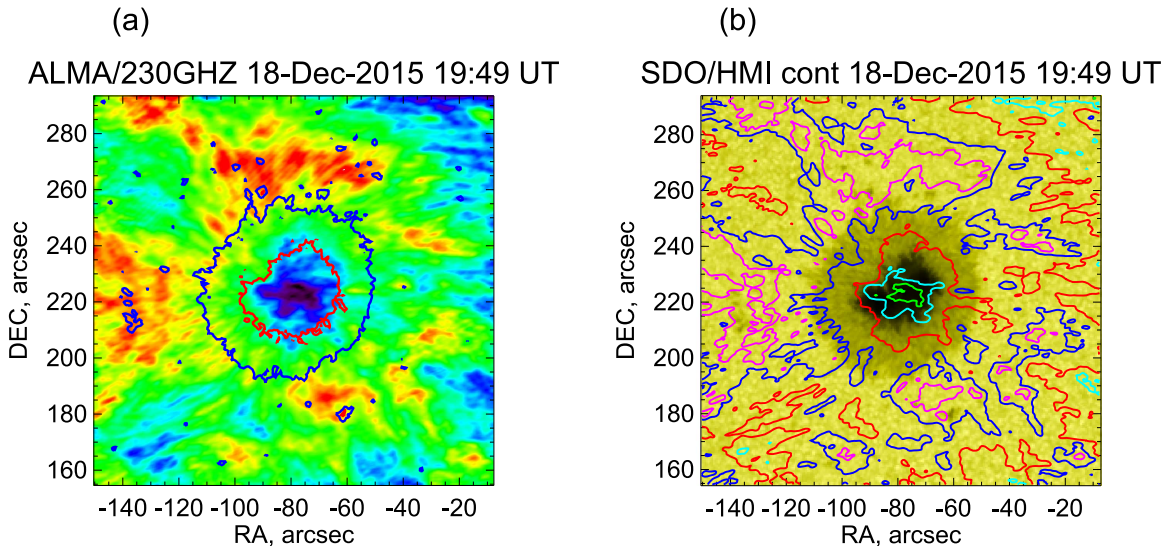 (a)
(b)
ALMA/230GHZ 18-Dec-2015 19:49 UT
SDO/HMI cont 18-Dec-2015 19:49 UT
280
260
240
220
200
180
160
DEC, arcsec
-140 -120 -100 -80 -60 -40 -20
RA, arcsec
280
260
240
220
200
180
160
DEC, arcsec
-140 -120 -100 -80 -60 -40 -20
RA, arcsec